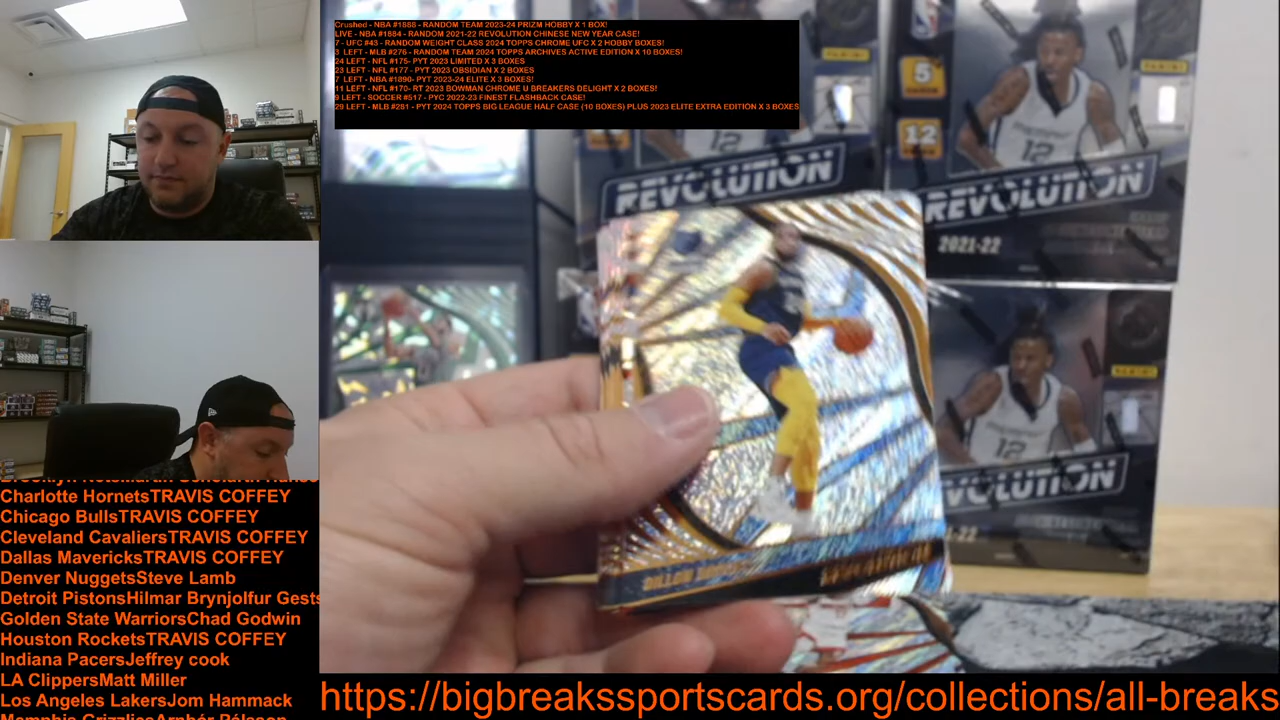 Crushed - NBA #1888 - RANDOM TEAM 2023-24 PRIZM HOBBY X 1 BOX!
LIVE - NBA #1884 - RANDOM 2021-22 REVOLUTION CHINESE NEW YEAR CASE!
7 - UFC #43 - RANDOM WEIGHT CLASS 2024 TOPPS CHROME UFC X 2 HOBBY BOXES!
3 LEFT - MLB #276 - RANDOM TEAM 2024 TOPPS ARCHIVES ACTIVE EDITION X 10 BOXES!
24 LEFT - NFL #175- PYT 2023 LIMITED X 3 BOXES
23 LEFT - NFL #177 - PYT 2023 OBSIDIAN X 2 BOXES
7 LEFT - NBA #1890- PYT 2023-24 ELITE X 3 BOXES!
11 LEFT - NFL #170- RT 2023 BOWMAN CHROME U BREAKERS DELIGHT X 2 BOXES!
9 LEFT - SOCCER #517 - PYC 2022-23 FINEST FLASHBACK CASE!
29 LEFT - MLB #281 - PYT 2024 TOPPS BIG LEAGUE HALF CASE (10 BOXES) PLUS 2023 ELITE EXTRA EDITION X 3 BOXES
5
12
PANINI
12
REVOLUTION
REVOLUTION
2021-22
PANINI
12
DILLON
Charlotte HornetsTRAVIS COFFEY
Chicago BullsTRAVIS COFFEY
Cleveland CavaliersTRAVIS COFFEY
Dallas MavericksTRAVIS COFFEY
Denver NuggetsSteve Lamb
Detroit PistonsHilmar Brynjolfur Gests
Golden State WarriorsChad Godwin
Houston RocketsTRAVIS COFFEY
Indiana PacersJeffrey cook
LA ClippersMatt Miller
Los Angeles LakersJom Hammack
https://bigbreakssportscards.org/collections/all-breaks